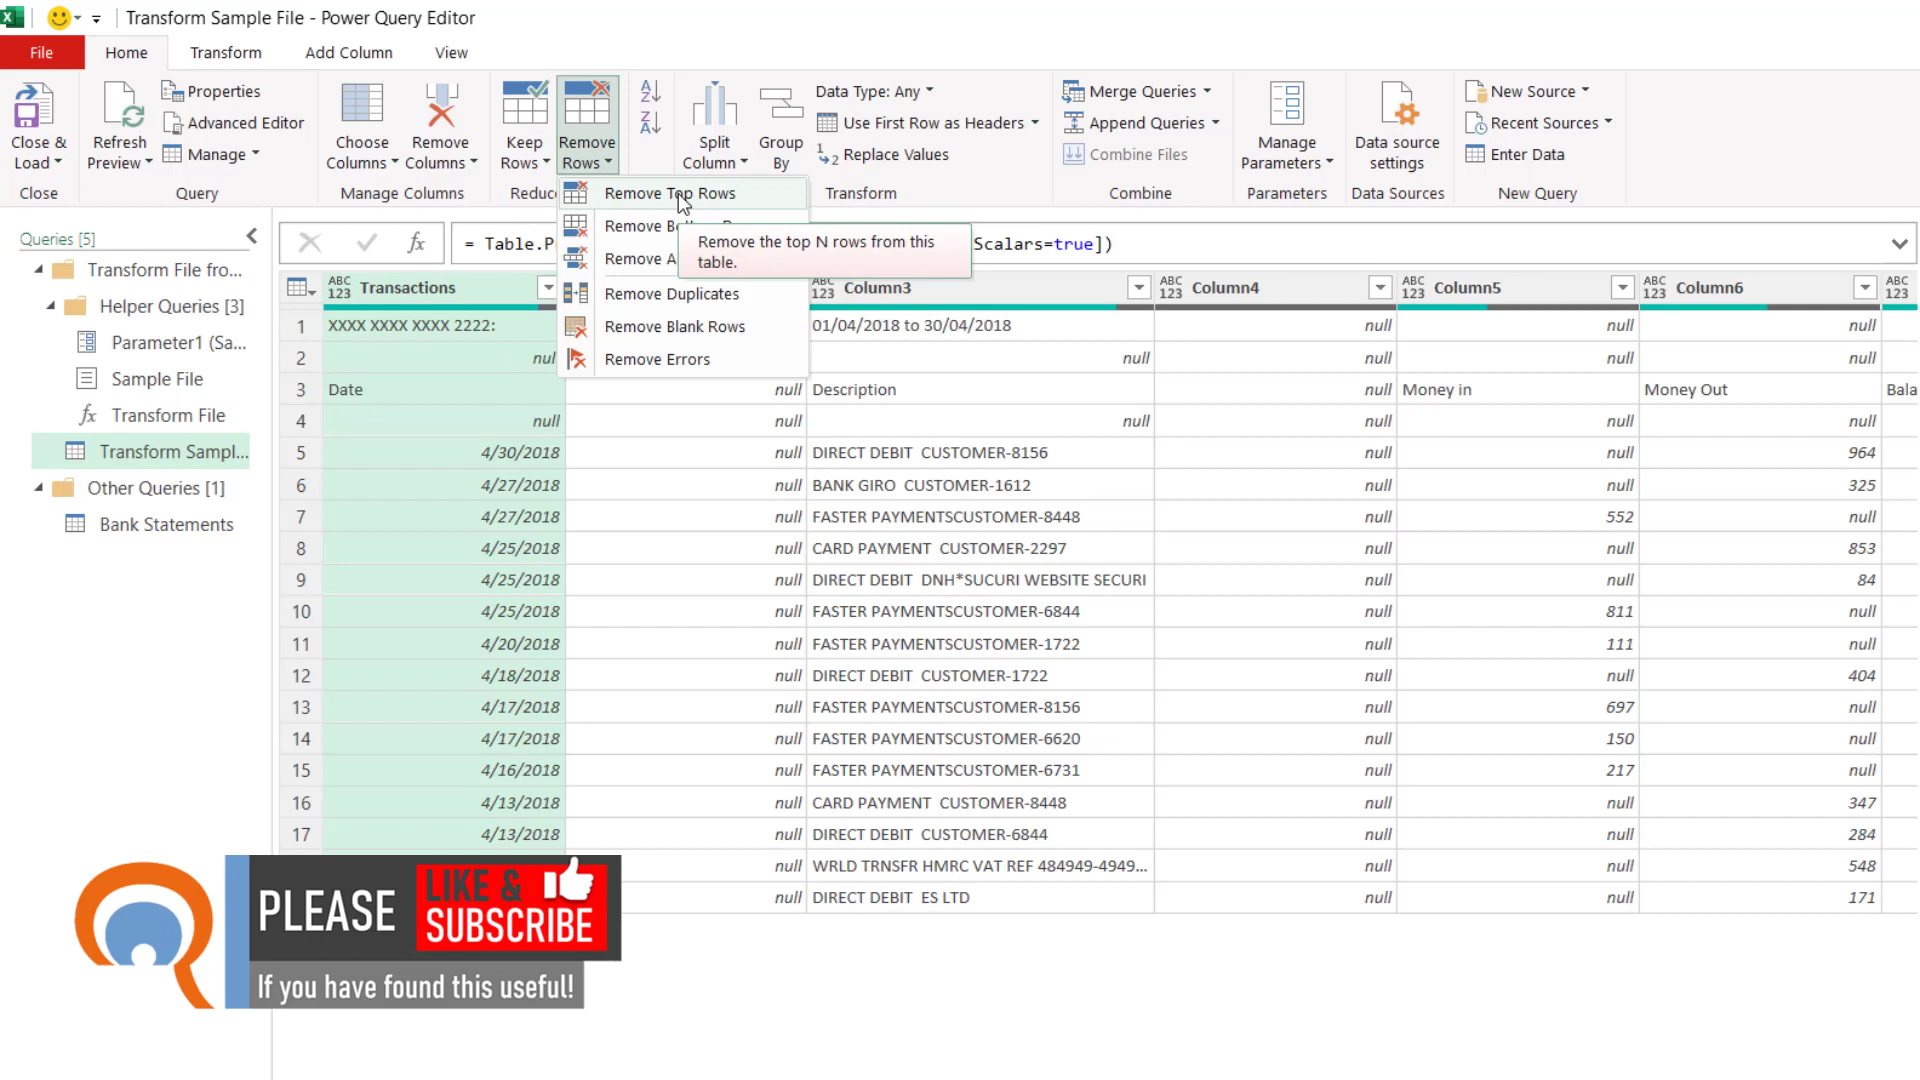 Transform Sample File - Power Query Editor
File Home Transform Add Column View
Close & Load
Close
Refresh Preview
Properties
Advanced Editor
Manage
Query
Choose Columns
Remove Columns
Manage Columns
Keep Rows
Remove Rows
Reduc
A Z
Z A
Split Column
Group By
Data Type: Any
Use First Row as Headers
1 2 Replace Values
Transform
Merge Queries
Append Queries
Combine Files
Combine
Manage Parameters
Parameters
Data source settings
Data Sources
New Source
Recent Sources
Enter Data
New Query
Remove Top Rows
Remove Bo
Remove A
Remove Duplicates
Remove Blank Rows
Remove Errors
Remove the top N rows from this
table.
Queries [5]
Transform File fro...
Helper Queries [3]
Parameter1 (Sa...
Sample File
fx Transform File
Transform Sampl...
Other Queries [1]
Bank Statements
fx = Table.P Scalars=true])
ABC 123 Transactions ABC 123 Column3 ABC 123 Column4 ABC 123 Column5 ABC 123 Column6 ABC 123
1 XXXX XXXX XXXX 2222: 01/04/2018 to 30/04/2018 null null null
2 nul null null null null
3 Date null Description null Money in Money Out Bala
4 null null null null null null
5 4/30/2018 null DIRECT DEBIT CUSTOMER-8156 null null 964
6 4/27/2018 null BANK GIRO CUSTOMER-1612 null null 325
7 4/27/2018 null FASTER PAYMENTSCUSTOMER-8448 null 552 null
8 4/25/2018 null CARD PAYMENT CUSTOMER-2297 null null 853
9 4/25/2018 null DIRECT DEBIT DNH*SUCURI WEBSITE SECURI null null 84
10 4/25/2018 null FASTER PAYMENTSCUSTOMER-6844 null 811 null
11 4/20/2018 null FASTER PAYMENTSCUSTOMER-1722 null 111 null
12 4/18/2018 null DIRECT DEBIT CUSTOMER-1722 null null 404
13 4/17/2018 null FASTER PAYMENTSCUSTOMER-8156 null 697 null
14 4/17/2018 null FASTER PAYMENTSCUSTOMER-6620 null 150 null
15 4/16/2018 null FASTER PAYMENTSCUSTOMER-6731 null 217 null
16 4/13/2018 null CARD PAYMENT CUSTOMER-8448 null null 347
17 4/13/2018 null DIRECT DEBIT CUSTOMER-6844 null null 284
null WRLD TRNSFR HMRC VAT REF 484949-4949... null null 548
null DIRECT DEBIT ES LTD null null 171
PLEASE LIKE & SUBSCRIBE
If you have found this useful!